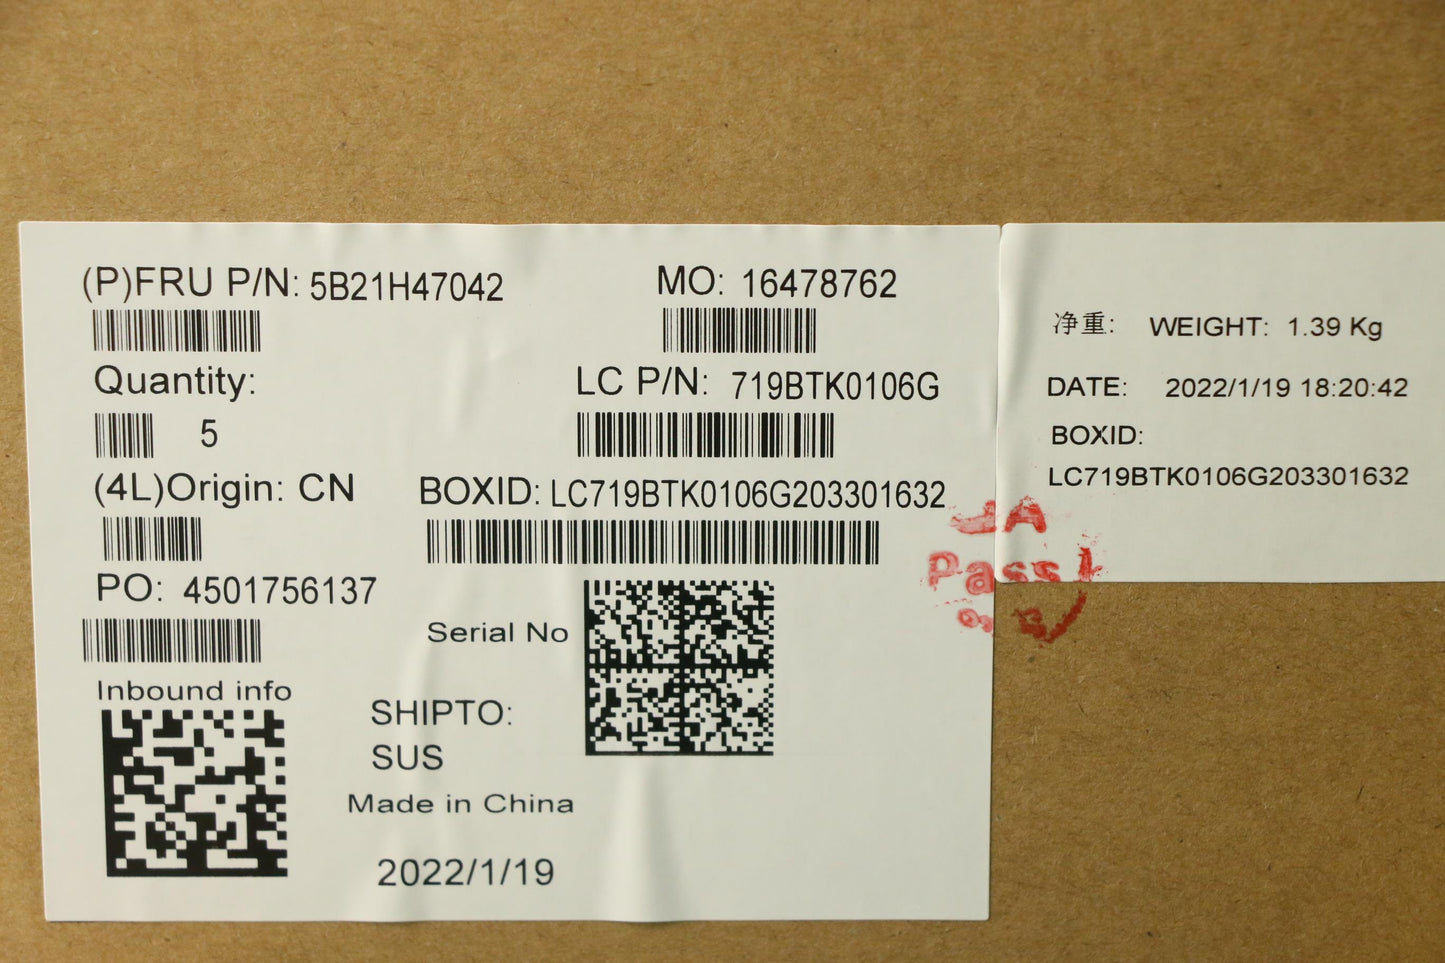 (P)FRU P/N: 5B21H47042
MO: 16478762
Quantity:
5
LC P/N: 719BTK0106G
(4L)Origin: CN
BOXID: LC719BTK0106G203301632
PO: 4501756137
Serial No
Inbound info
SHIPTO:
SUS
Made in China
2022/1/19
净重: WEIGHT: 1.39 Kg
DATE: 2022/1/19 18:20:42
BOXID:
LC719BTK0106G203301632
Pass